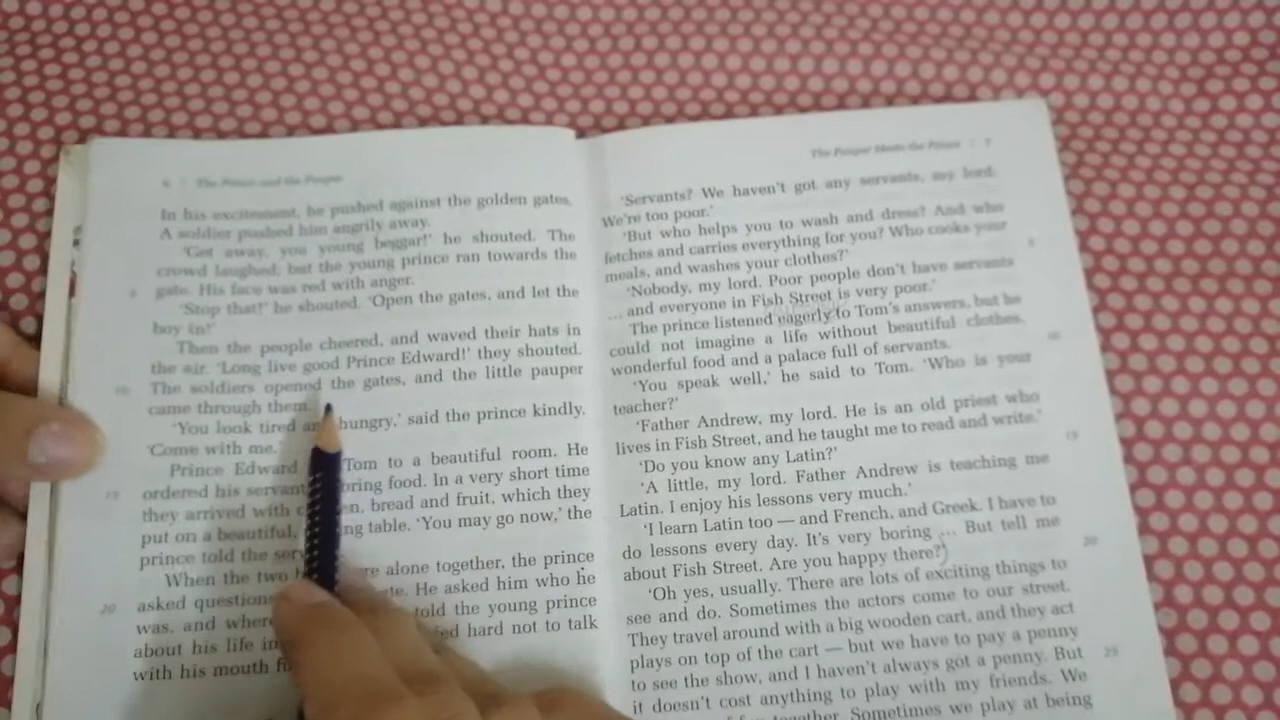 6 The Prince and the Pauper
In his excitement, he pushed against the golden gates.
A soldier pushed him angrily away.
'Get away, you young beggar!' he shouted. The
crowd laughed; but the young prince ran towards the
gate. His face was red with anger.
'Stop that!' he shouted. 'Open the gates, and let the
boy in!'
Then the people cheered, and waved their hats in
the air. 'Long live good Prince Edward!' they shouted.
10 The soldiers opened the gates, and the little pauper
came through them.
'You look tired and hungry,' said the prince kindly.
'Come with me.'
Prince Edward Tom to a beautiful room. He
15 ordered his servants bring food. In a very short time
they arrived with bread and fruit, which they
put on a beautiful, table. 'You may go now,' the
prince told the
When the two alone together, the prince
20 asked questions He asked him who he
was, and where told the young prince
about his life in hard not to talk
with his mouth
The Pauper Meets the Prince 7
'Servants? We haven't got any servants, my lord.
We're too poor.'
'But who helps you to wash and dress? And who
fetches and carries everything for you? Who cooks your
meals, and washes your clothes?'
'Nobody, my lord. Poor people don't have servants
... and everyone in Fish Street is very poor.'
The prince listened eagerly to Tom's answers, but he
could not imagine a life without beautiful clothes,
wonderful food and a palace full of servants.
'You speak well,' he said to Tom. 'Who is your
teacher?'
'Father Andrew, my lord. He is an old priest who
lives in Fish Street, and he taught me to read and write.' 15
'Do you know any Latin?'
'A little, my lord. Father Andrew is teaching me
Latin. I enjoy his lessons very much.'
'I learn Latin too — and French, and Greek. I have to
do lessons every day. It's very boring ... But tell me 20
about Fish Street. Are you happy there?'
'Oh yes, usually. There are lots of exciting things to
see and do. Sometimes the actors come to our street.
They travel around with a big wooden cart, and they act
plays on top of the cart — but we have to pay a penny
to see the show, and I haven't always got a penny. But 25
it doesn't cost anything to play with my friends. We
together. Sometimes we play at being